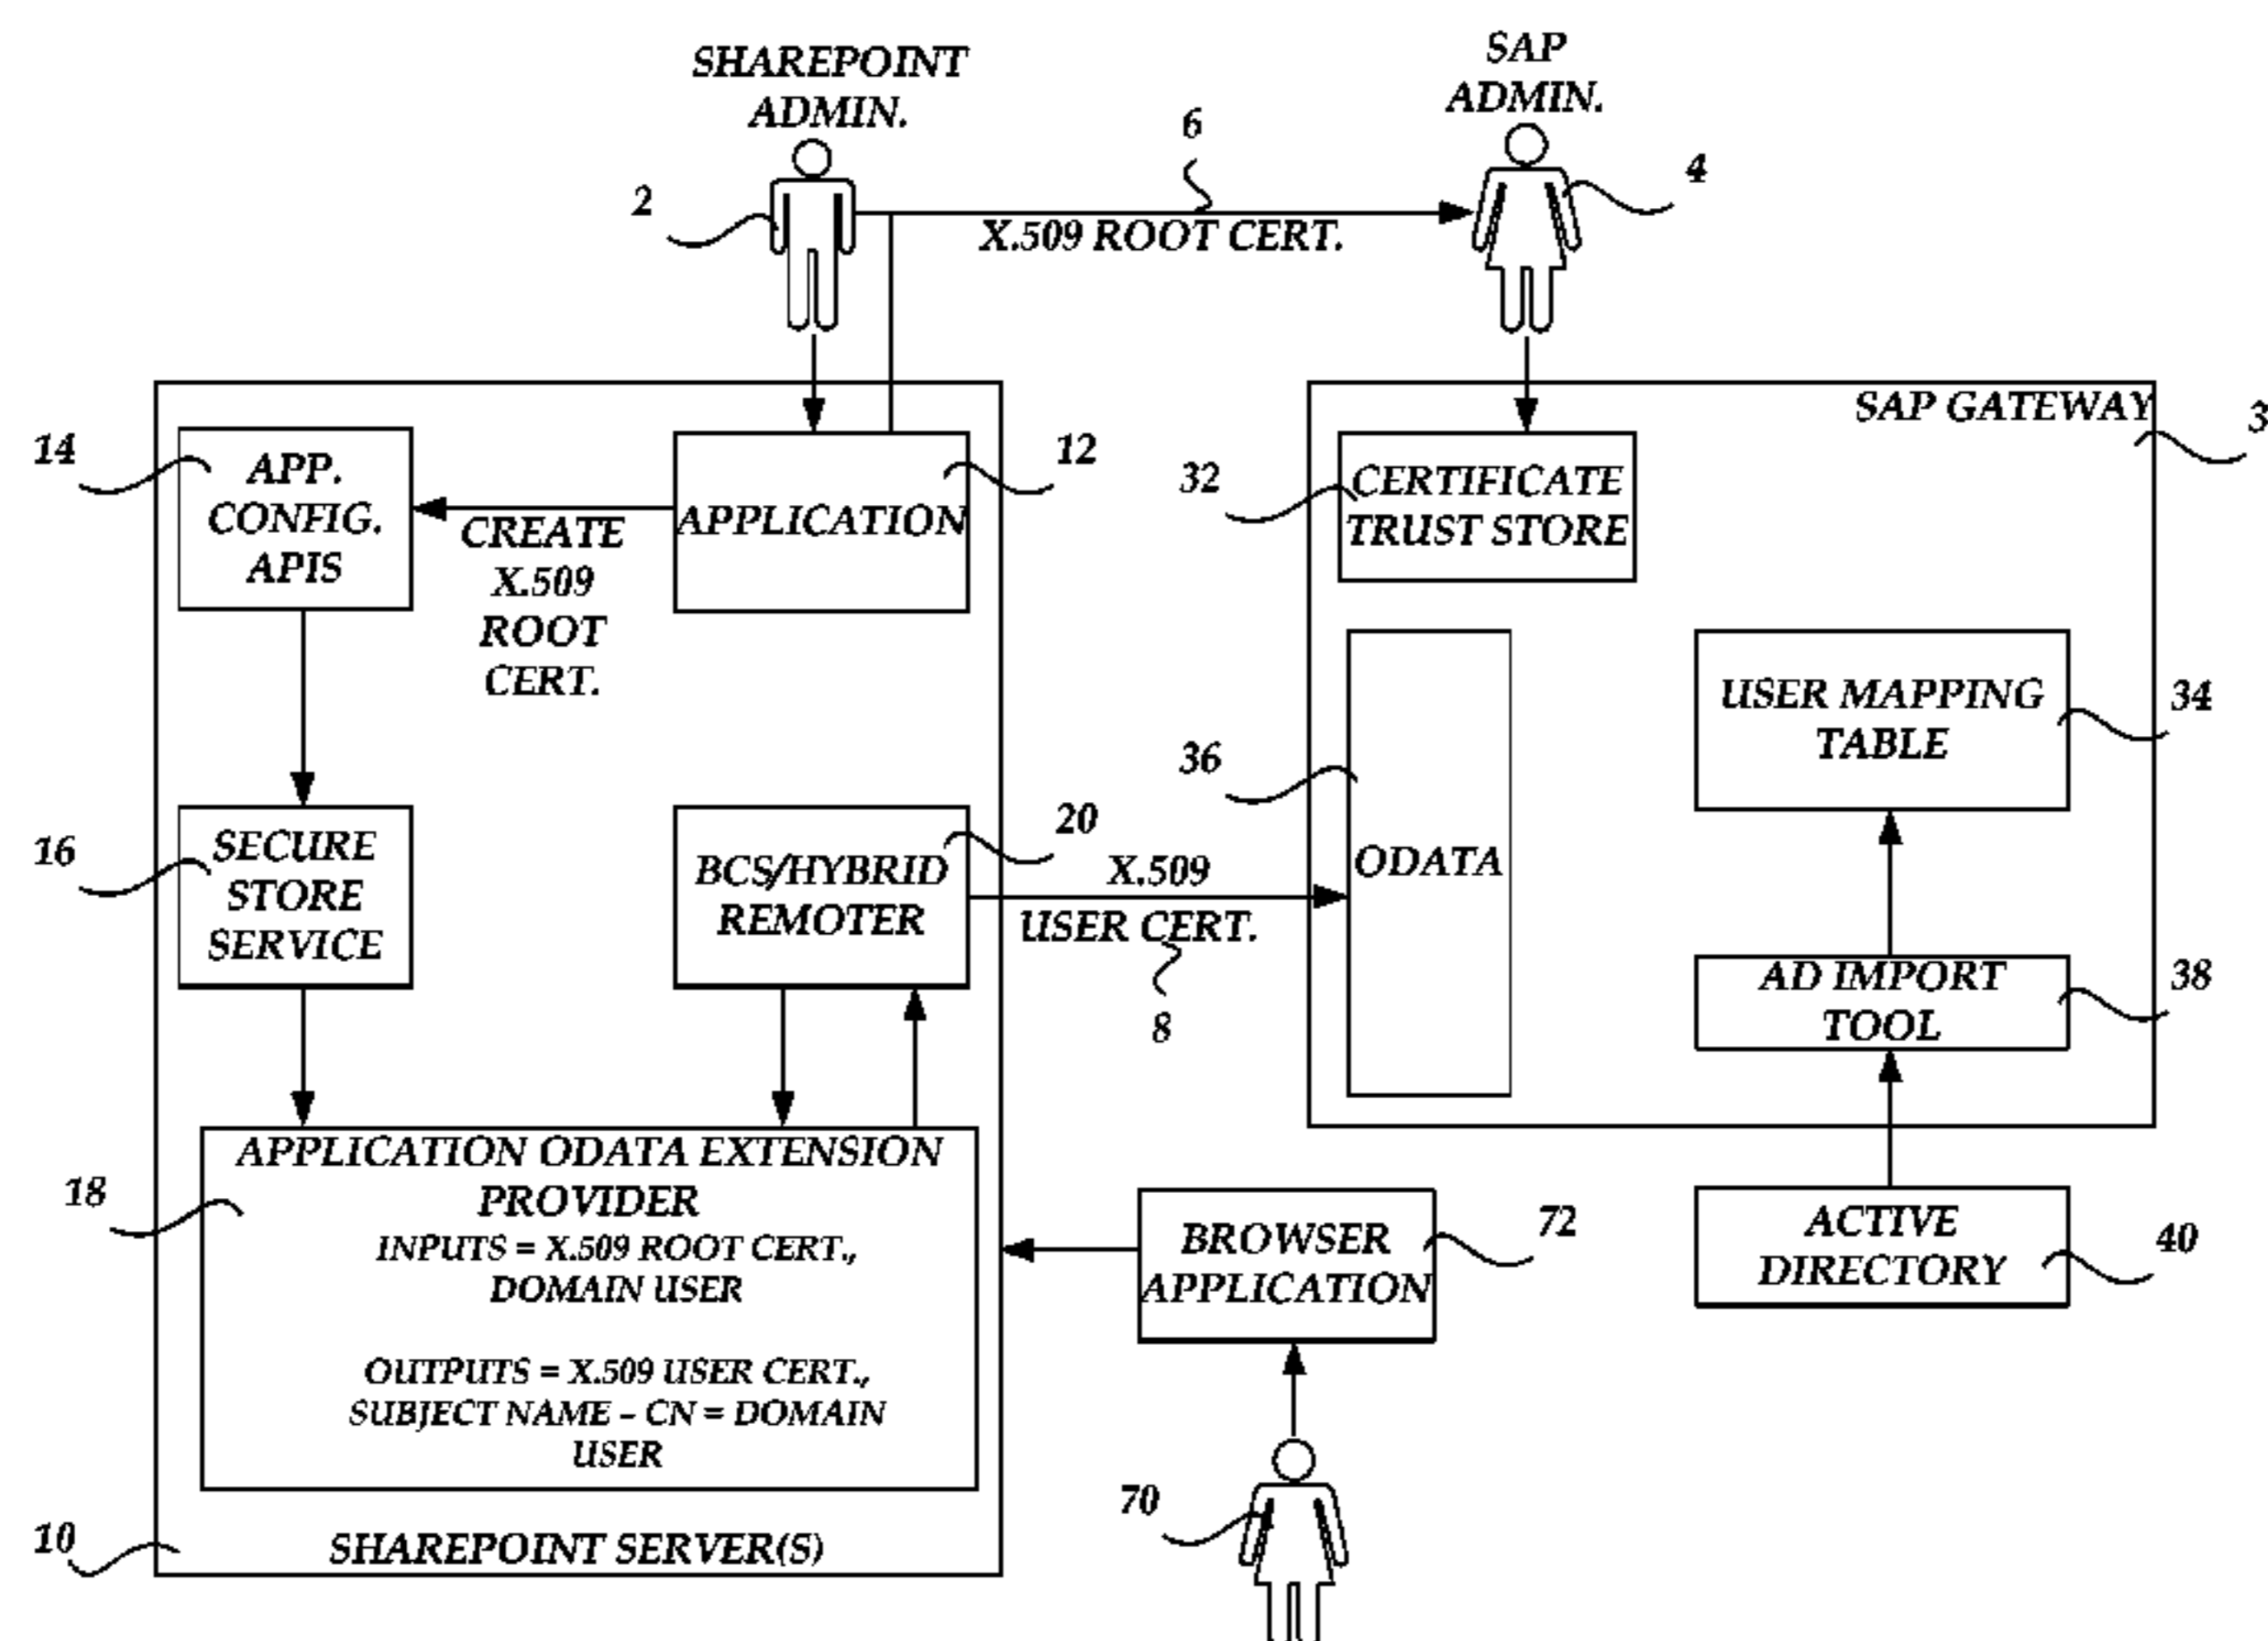 SHAREPOINT
ADMIN.
SAP
ADMIN.
6
2
4
X.509 ROOT CERT.
SAP GATEWAY
3
14
APP.
CONFIG.
APIS
12
APPLICATION
CREATE
X.509
ROOT
CERT.
32
CERTIFICATE
TRUST STORE
USER MAPPING
TABLE
34
36
ODATA
16
SECURE
STORE
SERVICE
20
BCS/HYBRID
REMOTER
X.509
USER CERT.
8
AD IMPORT
TOOL
38
18
APPLICATION ODATA EXTENSION
PROVIDER
INPUTS = X.509 ROOT CERT.,
DOMAIN USER
OUTPUTS = X.509 USER CERT.,
SUBJECT NAME – CN = DOMAIN
USER
BROWSER
APPLICATION
72
ACTIVE
DIRECTORY
40
70
10
SHAREPOINT SERVER(S)